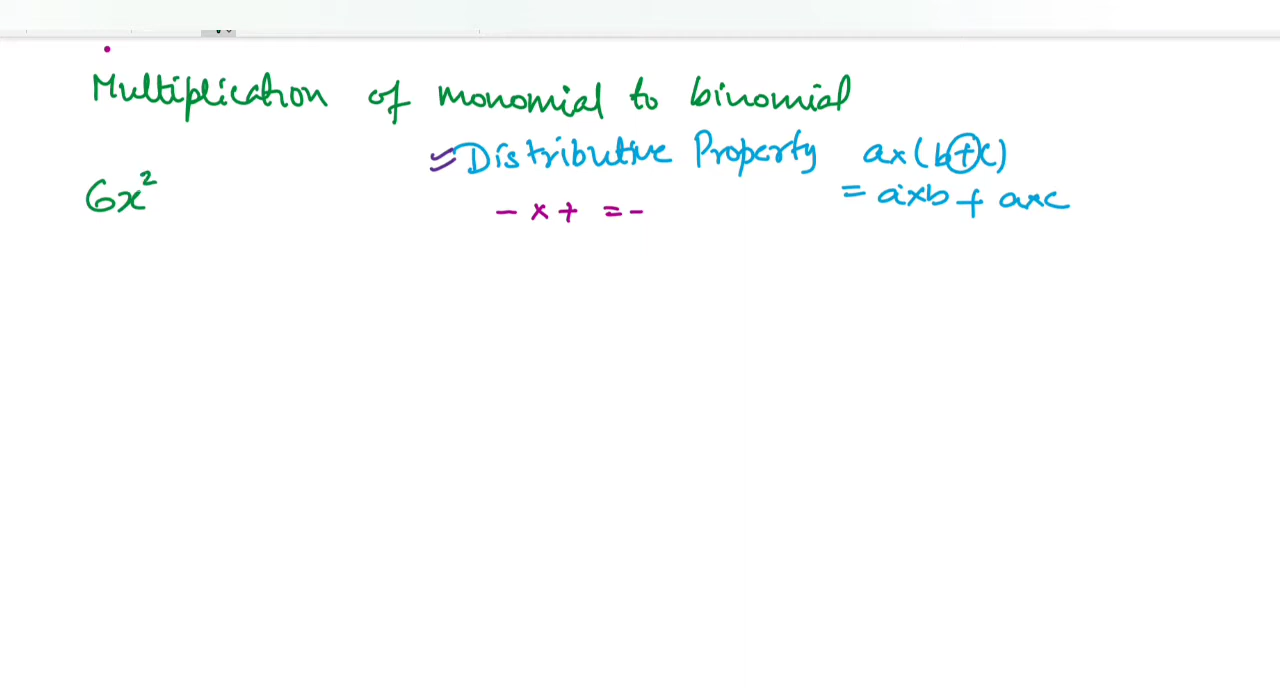 Multiplication of monomial to binomial
Distributive Property a×(b+c)
= a×b + a×c
6x²
- × + = -